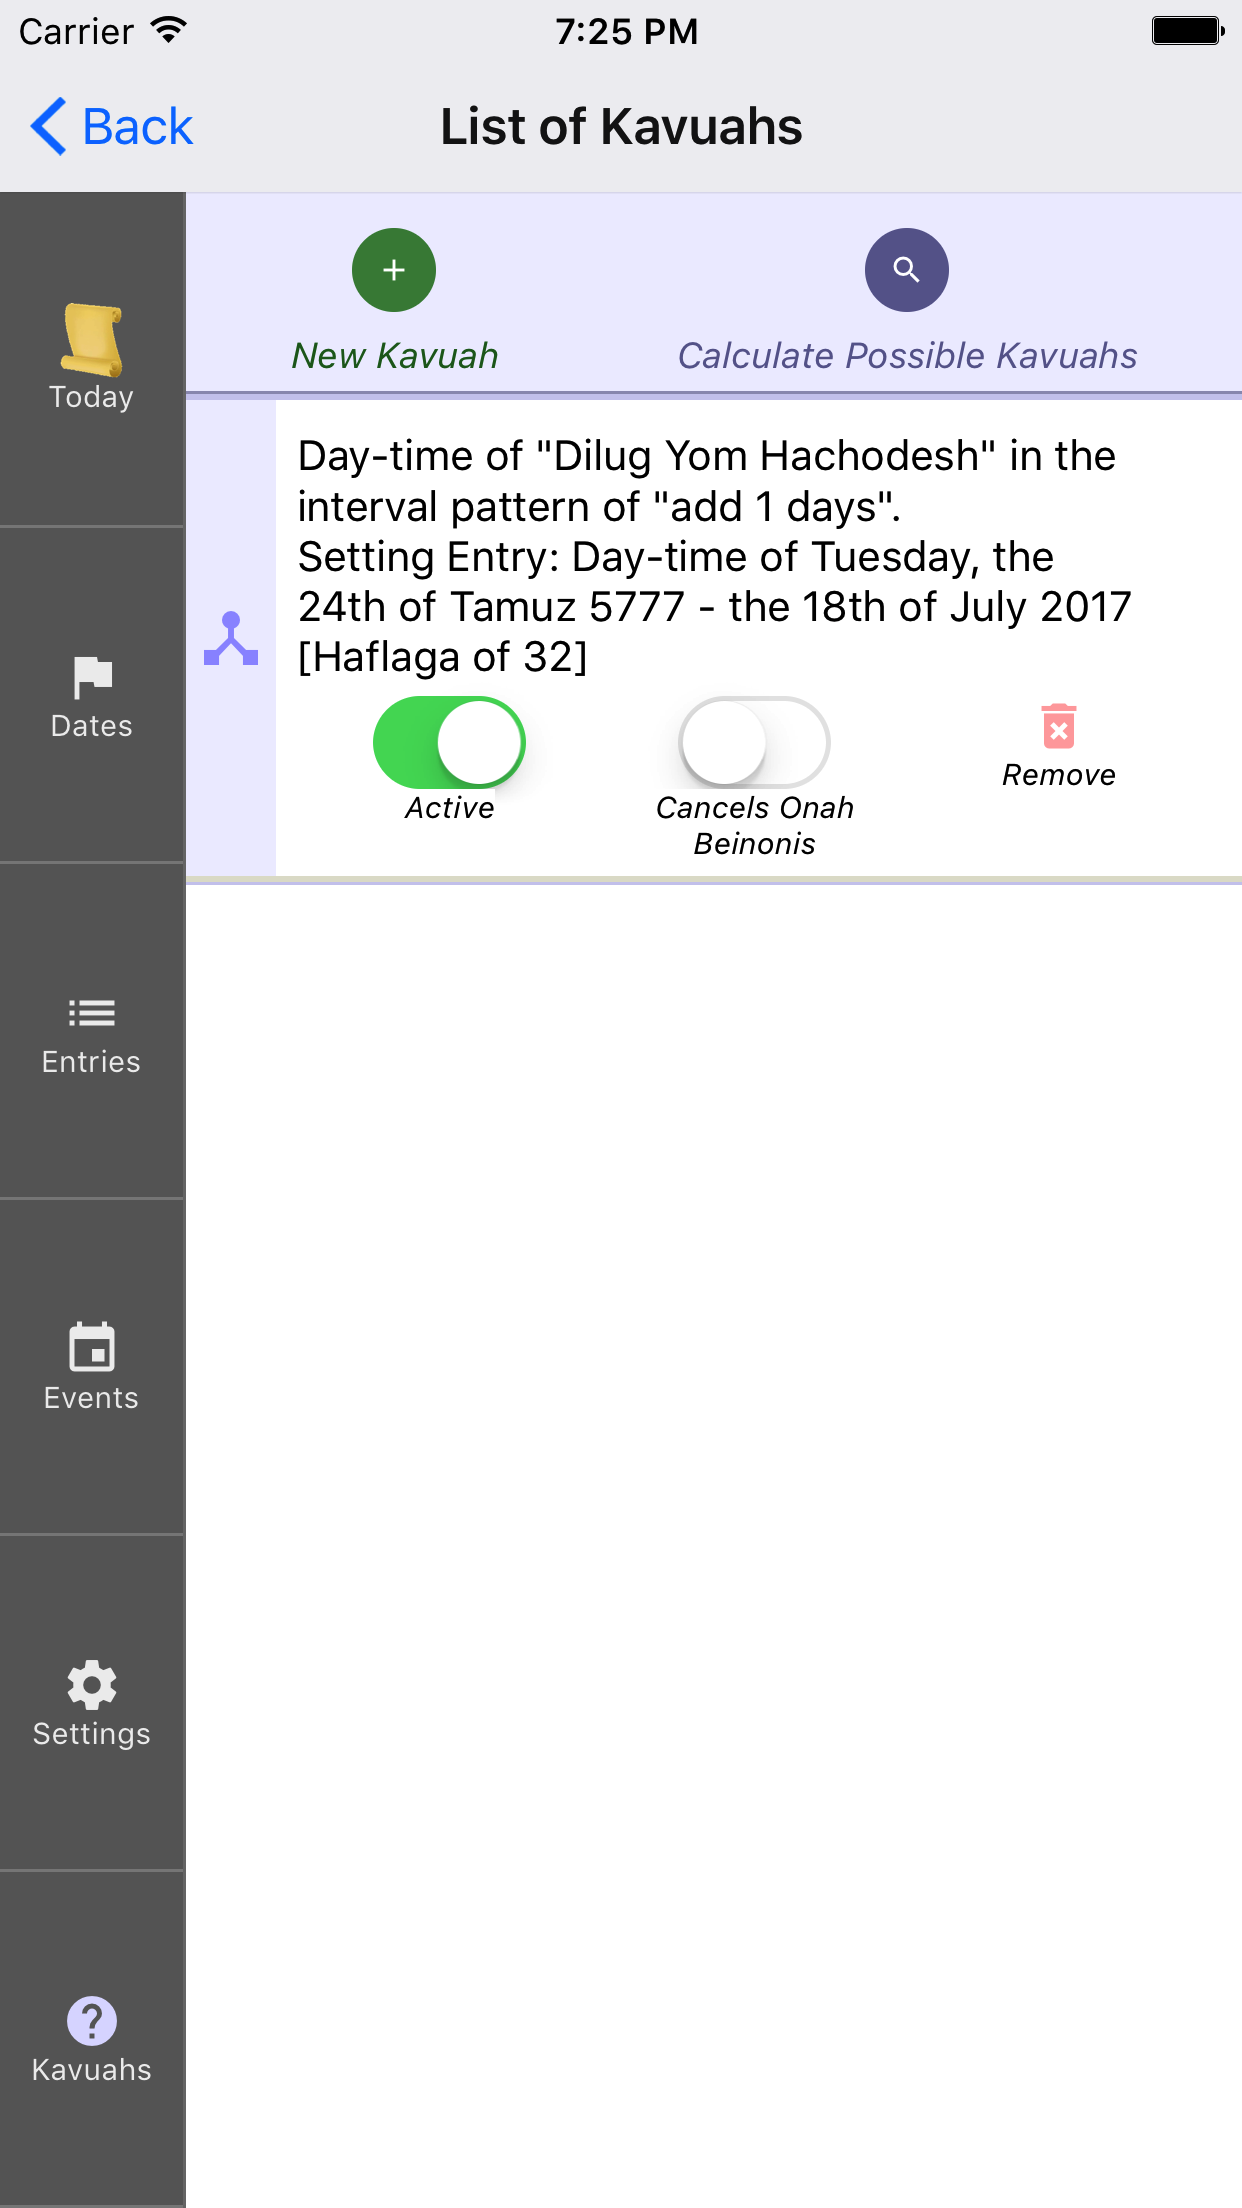 Carrier
7:25 PM
Back
List of Kavuahs
New Kavuah
Calculate Possible Kavuahs
Day-time of "Dilug Yom Hachodesh" in the
interval pattern of "add 1 days".
Setting Entry: Day-time of Tuesday, the
24th of Tamuz 5777 - the 18th of July 2017
[Haflaga of 32]
Active
Cancels Onah
Beinonis
Remove
Today
Dates
Entries
Events
Settings
Kavuahs